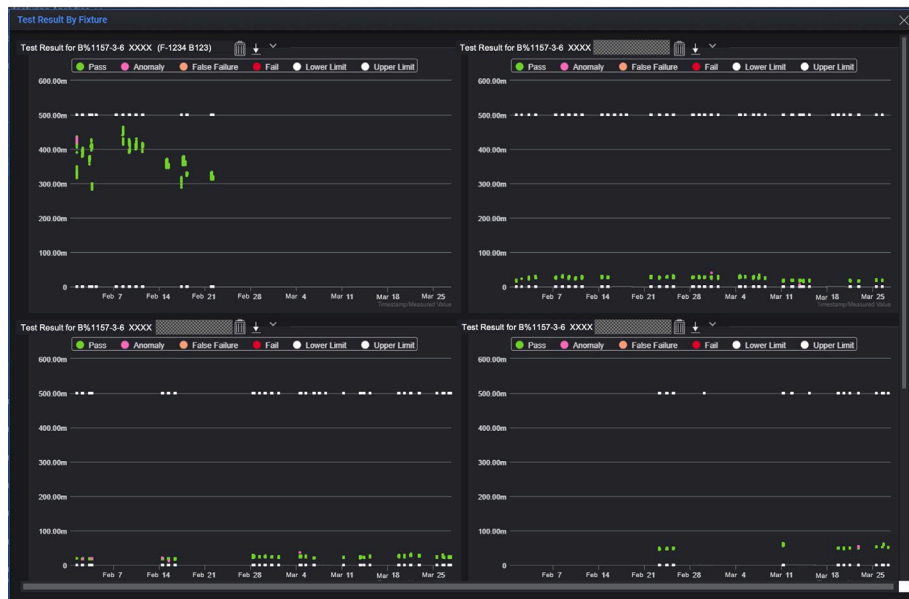 Test Result By Fixture
Test Result for B%1157-3-6 XXXX (F-1234 B123)
Pass Anomaly False Failure Fail Lower Limit Upper Limit
600.00m
500.00m
400.00m
300.00m
200.00m
100.00m
0
Feb 7 Feb 14 Feb 21 Feb 28 Mar 4 Mar 11 Mar 18 Mar 25
Timestamp/Measured Value
Test Result for B%1157-3-6 XXXX
Pass Anomaly False Failure Fail Lower Limit Upper Limit
600.00m
500.00m
400.00m
300.00m
200.00m
100.00m
0
Feb 7 Feb 14 Feb 21 Feb 28 Mar 4 Mar 11 Mar 18 Mar 25
Timestamp/Measured Value
Test Result for B%1157-3-6 XXXX
Pass Anomaly False Failure Fail Lower Limit Upper Limit
600.00m
500.00m
400.00m
300.00m
200.00m
100.00m
0
Feb 7 Feb 14 Feb 21 Feb 28 Mar 4 Mar 11 Mar 18 Mar 25
Test Result for B%1157-3-6 XXXX
Pass Anomaly False Failure Fail Lower Limit Upper Limit
600.00m
500.00m
400.00m
300.00m
200.00m
100.00m
0
Feb 7 Feb 14 Feb 21 Feb 28 Mar 4 Mar 11 Mar 18 Mar 25